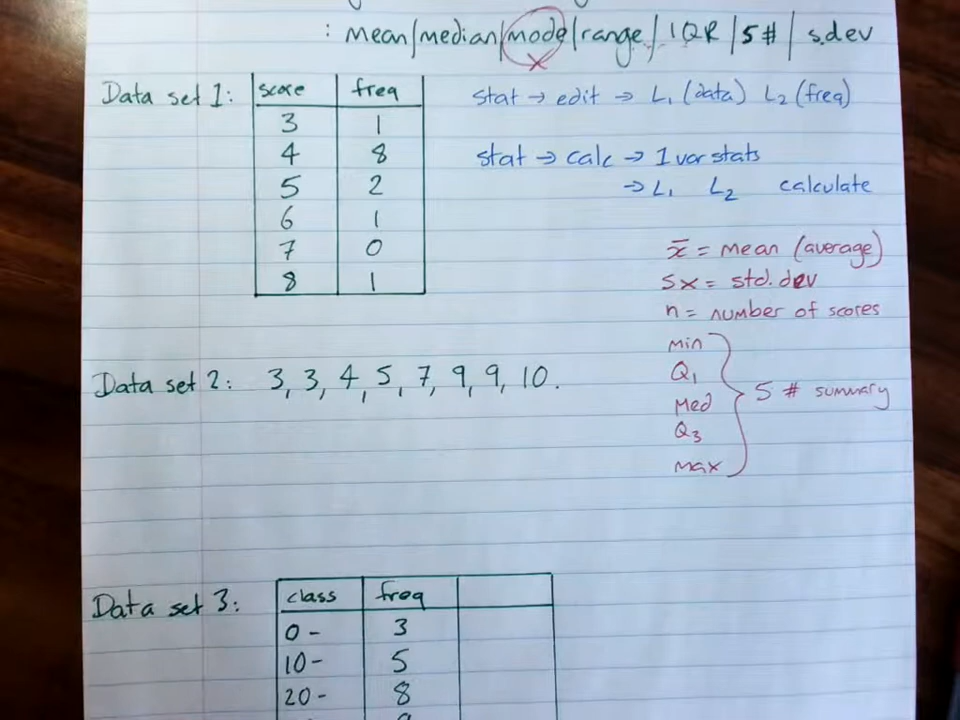 : mean/median/mode/range/IQR/5#/s.dev
x
Data set 1: score freq
3 1
4 8
5 2
6 1
7 0
8 1
stat → edit → L₁ (data) L₂ (freq)
stat → calc → 1 var stats
→ L₁ L₂ calculate
x̄ = mean (average)
sx = std. dev
n = number of scores
min
Q₁
Med
Q₃
max
5 # summary
Data set 2: 3, 3, 4, 5, 7, 9, 9, 10.
Data set 3: class freq
0- 3
10- 5
20- 8